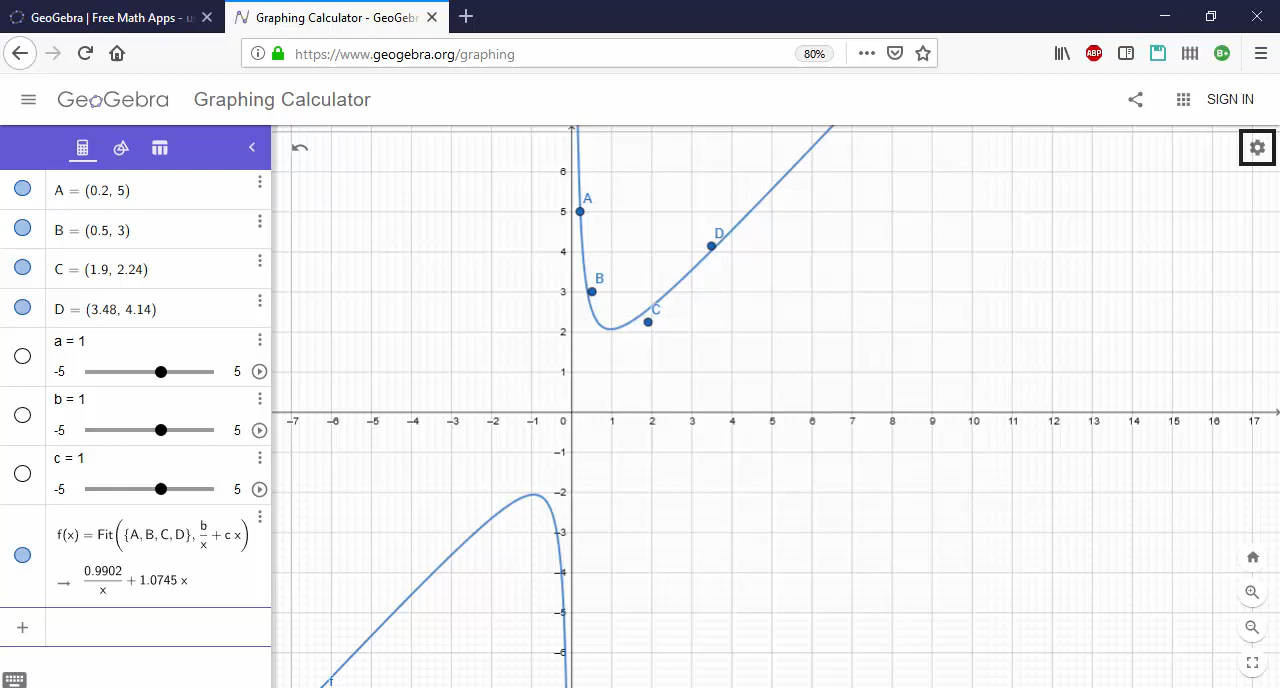 GeoGebra | Free Math Apps - us
Graphing Calculator - GeoGebr
https://www.geogebra.org/graphing
80%
ABP
B+
GeoGebra
Graphing Calculator
SIGN IN
A = (0.2, 5)
B = (0.5, 3)
C = (1.9, 2.24)
D = (3.48, 4.14)
a = 1
-5 5
b = 1
-5 5
c = 1
-5 5
f(x) = Fit({A, B, C, D}, b/x + c x)
→ 0.9902/x + 1.0745 x
+
6
A
5
D
4
B
3
C
2
1
–7 –6 –5 –4 –3 –2 –1 0 1 2 3 4 5 6 7 8 9 10 11 12 13 14 15 16 17
–1
–2
–3
–4
–5
–6
f